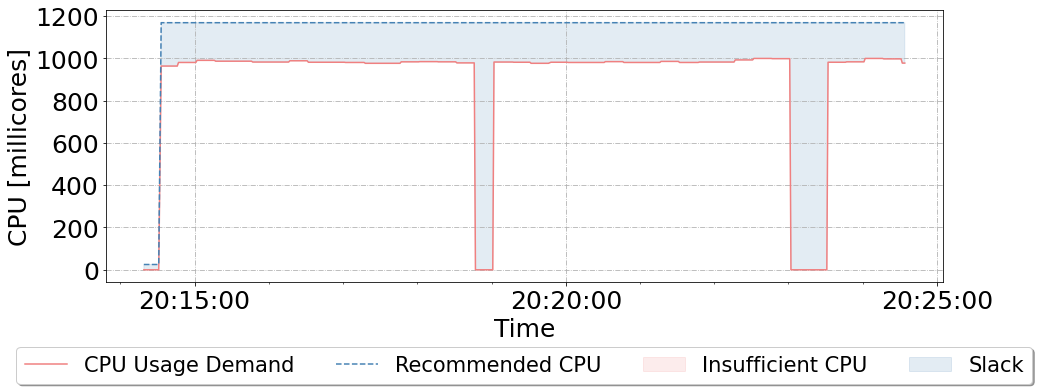 CPU [millicores]
1200
1000
800
600
400
200
0
20:15:00 20:20:00 20:25:00
Time
CPU Usage Demand Recommended CPU Insufficient CPU Slack